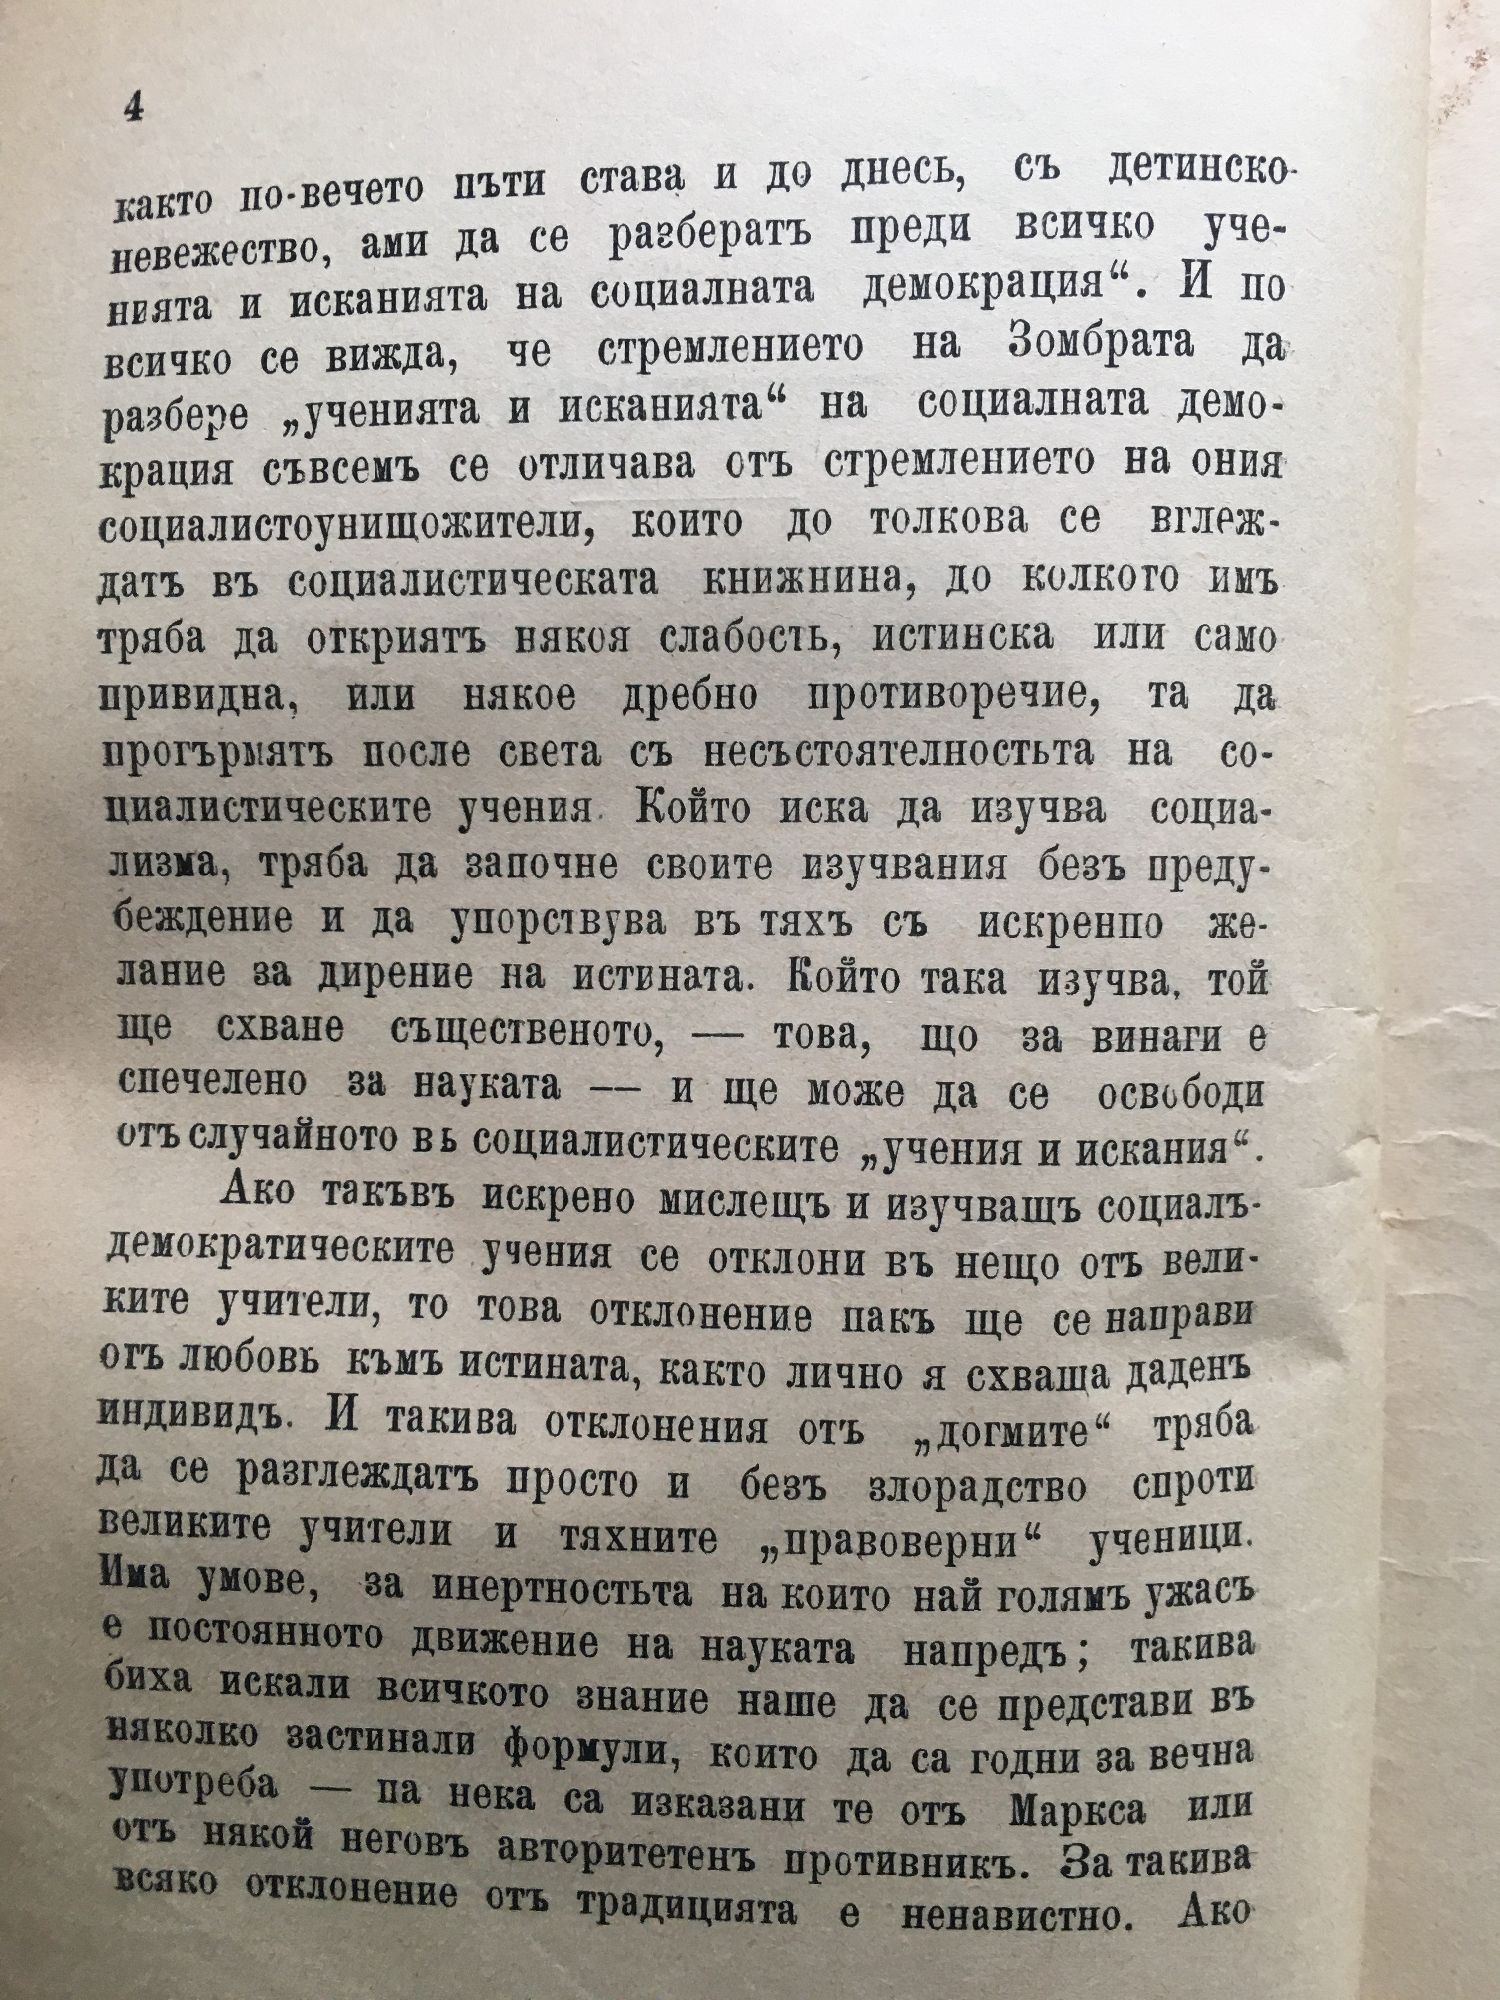 4
както по-вечето пъти става и до днесь, съ детинско-
невежество, ами да се разбератъ преди всичко уче-
нията и исканията на социалната демокрация“. И по
всичко се вижда, че стремлението на Зомбрата да
разбере „ученията и исканията“ на социалната демо-
крация съвсемъ се отличава отъ стремлението на ония
социалистоунищожители, които до толкова се вглеж-
датъ въ социалистическата книжнина, до колкото имъ
тряба да открият​ъ някоя слабость, истинска или само
привидна, или някое дребно противоречие, та да
прогърмятъ после света съ несъстоятелностьта на со-
циалистическите учения. Който иска да изучва социа-
лизма, тряба да започне своите изучвания безъ преду-
беждение и да упорствува въ тяхъ съ искренпо же-
лание за дирение на истината. Който така изучва, той
ще схване същественото, — това, що за винаги е
спечелено за науката — и ще може да се освободи
отъ случайното вь социалистическите „учения и искания“.
Ако такъвъ искрено мислещъ и изучващъ социалъ-
демократическите учения се отклони въ нещо отъ вели-
ките учители, то това отклонение пакъ ще се направи
отъ любовь къмъ истината, както лично я схваща даденъ
индивидъ. И такива отклонения отъ „догмите“ тряба
да се разглеждатъ просто и безъ злорадство спроти
великите учители и тяхните „правоверни“ ученици.
Има умове, за инертностьта на които най голямъ ужасъ
е постоянното движение на науката напредъ; такива
биха искали всичкото знание наше да се представи въ
няколко застинали формули, които да са годни за вечна
употреба — па нека са изказани те отъ Маркса или
отъ някой неговъ авторитетенъ противникъ. За такива
всяко отклонение отъ традицията е ненавистно. Ако